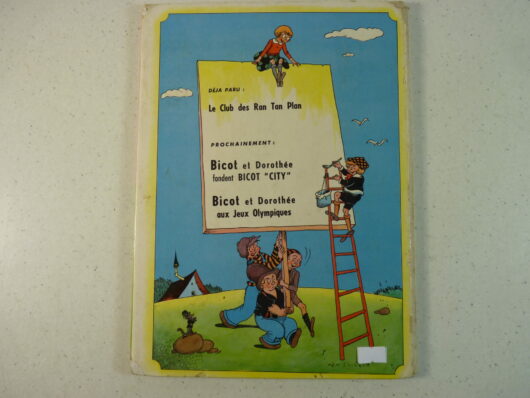 DÉJA PARU :
Le Club des Ran Tan Plan
PROCHAINEMENT :
Bicot et Dorothée
fondent BICOT "CITY"
Bicot et Dorothée
aux Jeux Olympiques